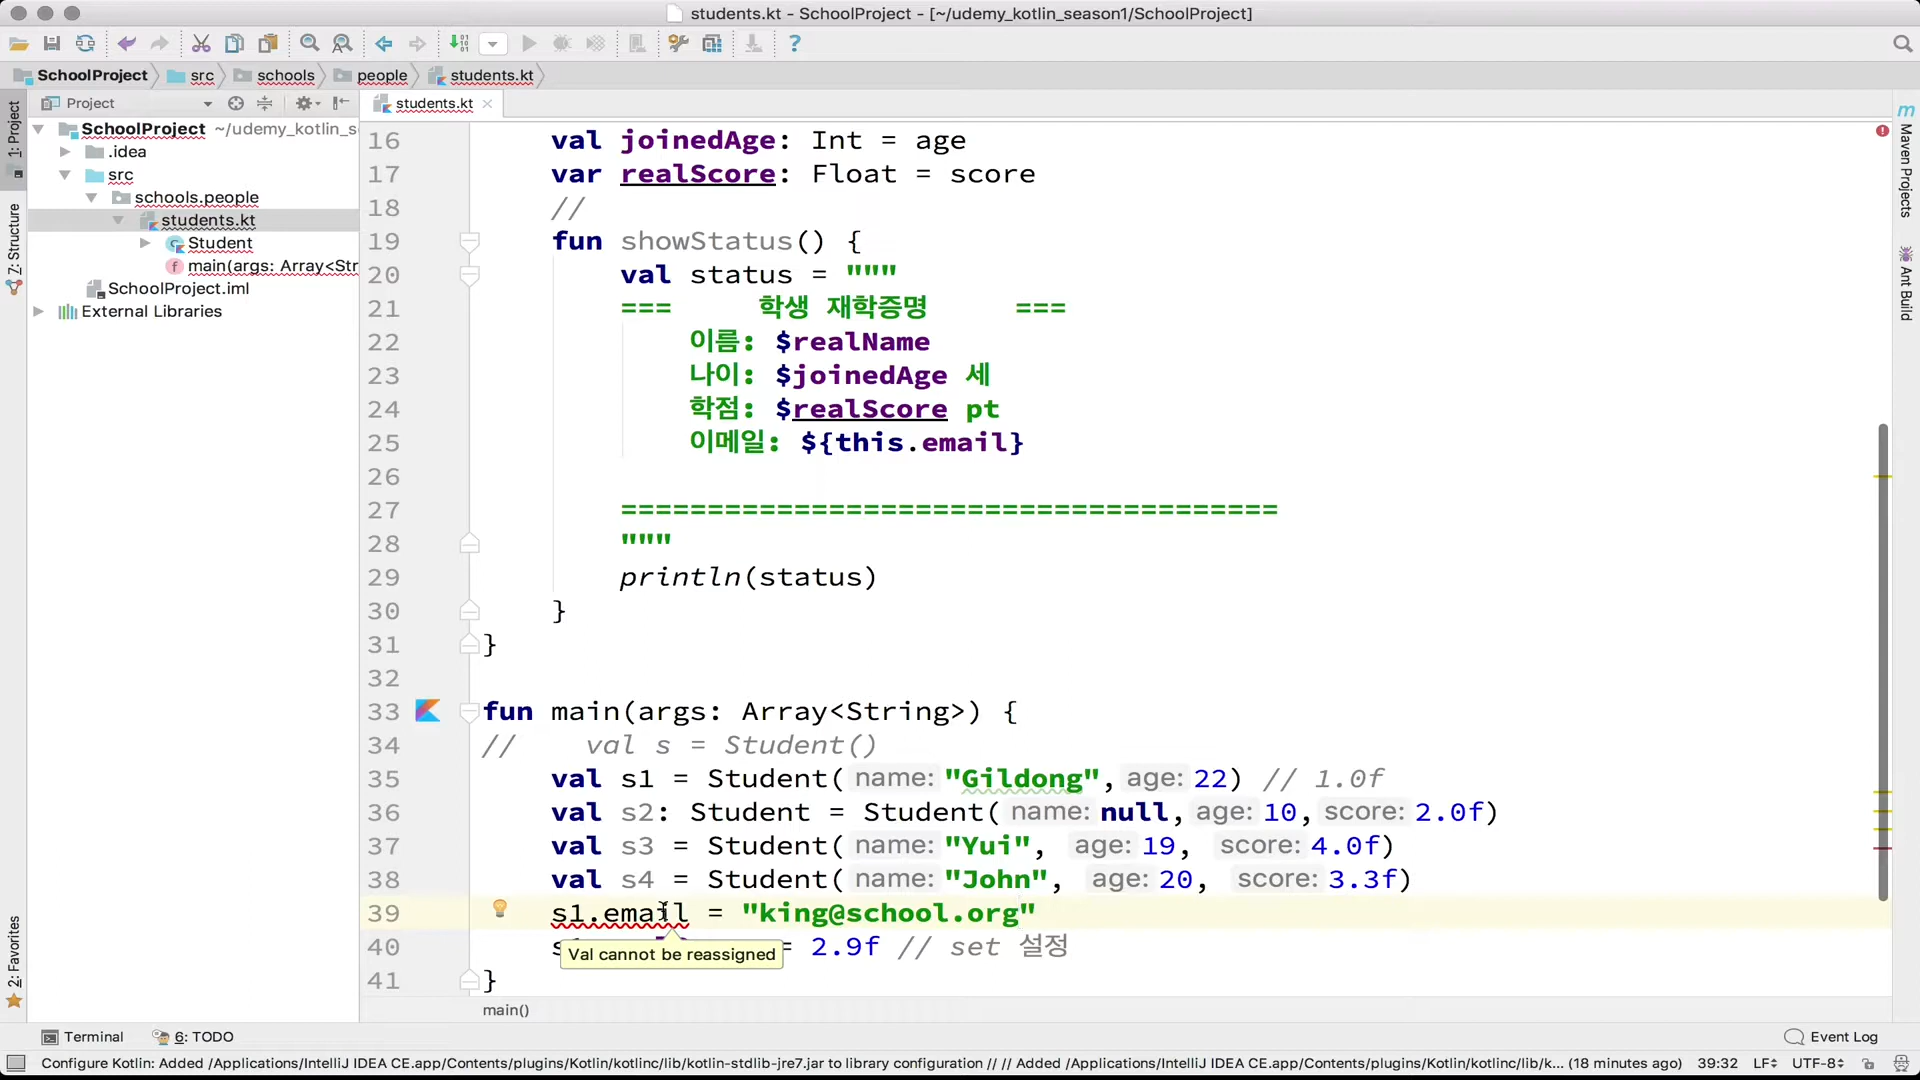 students.kt - SchoolProject - [~/udemy_kotlin_season1/SchoolProject]
SchoolProject src schools people students.kt
Project
students.kt
1: Project
7: Structure
2: Favorites
SchoolProject ~/udemy_kotlin_s
.idea
src
schools.people
students.kt
Student
main(args: Array<Str
SchoolProject.iml
External Libraries
16 val joinedAge: Int = age
17 var realScore: Float = score
18 //
19 fun showStatus() {
20 val status = """
21 === 학생 재학증명 ===
22 이름: $realName
23 나이: $joinedAge 세
24 학점: $realScore pt
25 이메일: ${this.email}
26
27 ======================================
28 """
29 println(status)
30 }
31 }
32
33 fun main(args: Array<String>) {
34 // val s = Student()
35 val s1 = Student( name: "Gildong", age: 22) // 1.0f
36 val s2: Student = Student( name: null, age: 10, score: 2.0f)
37 val s3 = Student( name: "Yui", age: 19, score: 4.0f)
38 val s4 = Student( name: "John", age: 20, score: 3.3f)
39 s1.email = "king@school.org"
40 = 2.9f // set 설정
Val cannot be reassigned
41 }
main()
m Maven Projects
Ant Build
Terminal 6: TODO Event Log
Configure Kotlin: Added /Applications/IntelliJ IDEA CE.app/Contents/plugins/Kotlin/kotlinc/lib/kotlin-stdlib-jre7.jar to library configuration // // Added /Applications/IntelliJ IDEA CE.app/Contents/plugins/Kotlin/kotlinc/lib/k... (18 minutes ago) 39:32 LF UTF-8